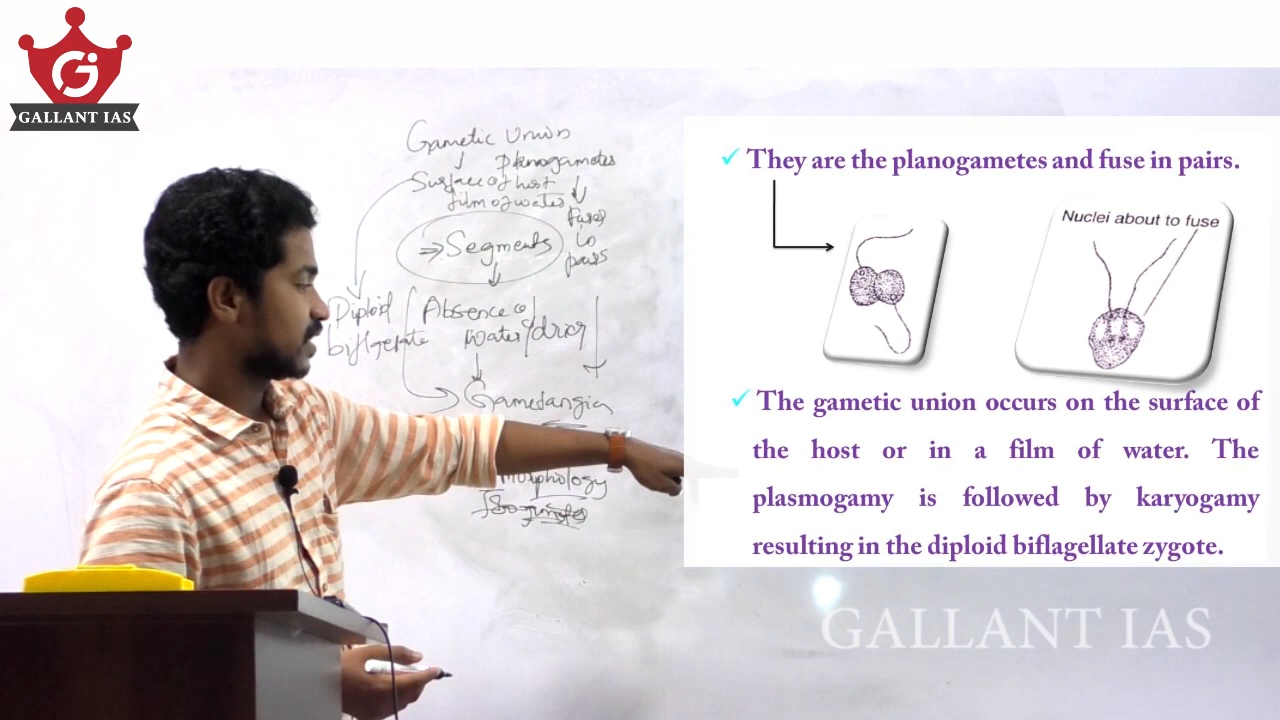 GALLANT IAS
Gametic Union
planogametes
Surface of host
film of water
Fuses
in
pairs
⇒ Segments
Diploid
biflgellate
Absence of
water/dry
Gametangia
morphology
✓ They are the planogametes and fuse in pairs.
Nuclei about to fuse
✓ The gametic union occurs on the surface of
the host or in a film of water. The
plasmogamy is followed by karyogamy
resulting in the diploid biflagellate zygote.
GALLANT IAS